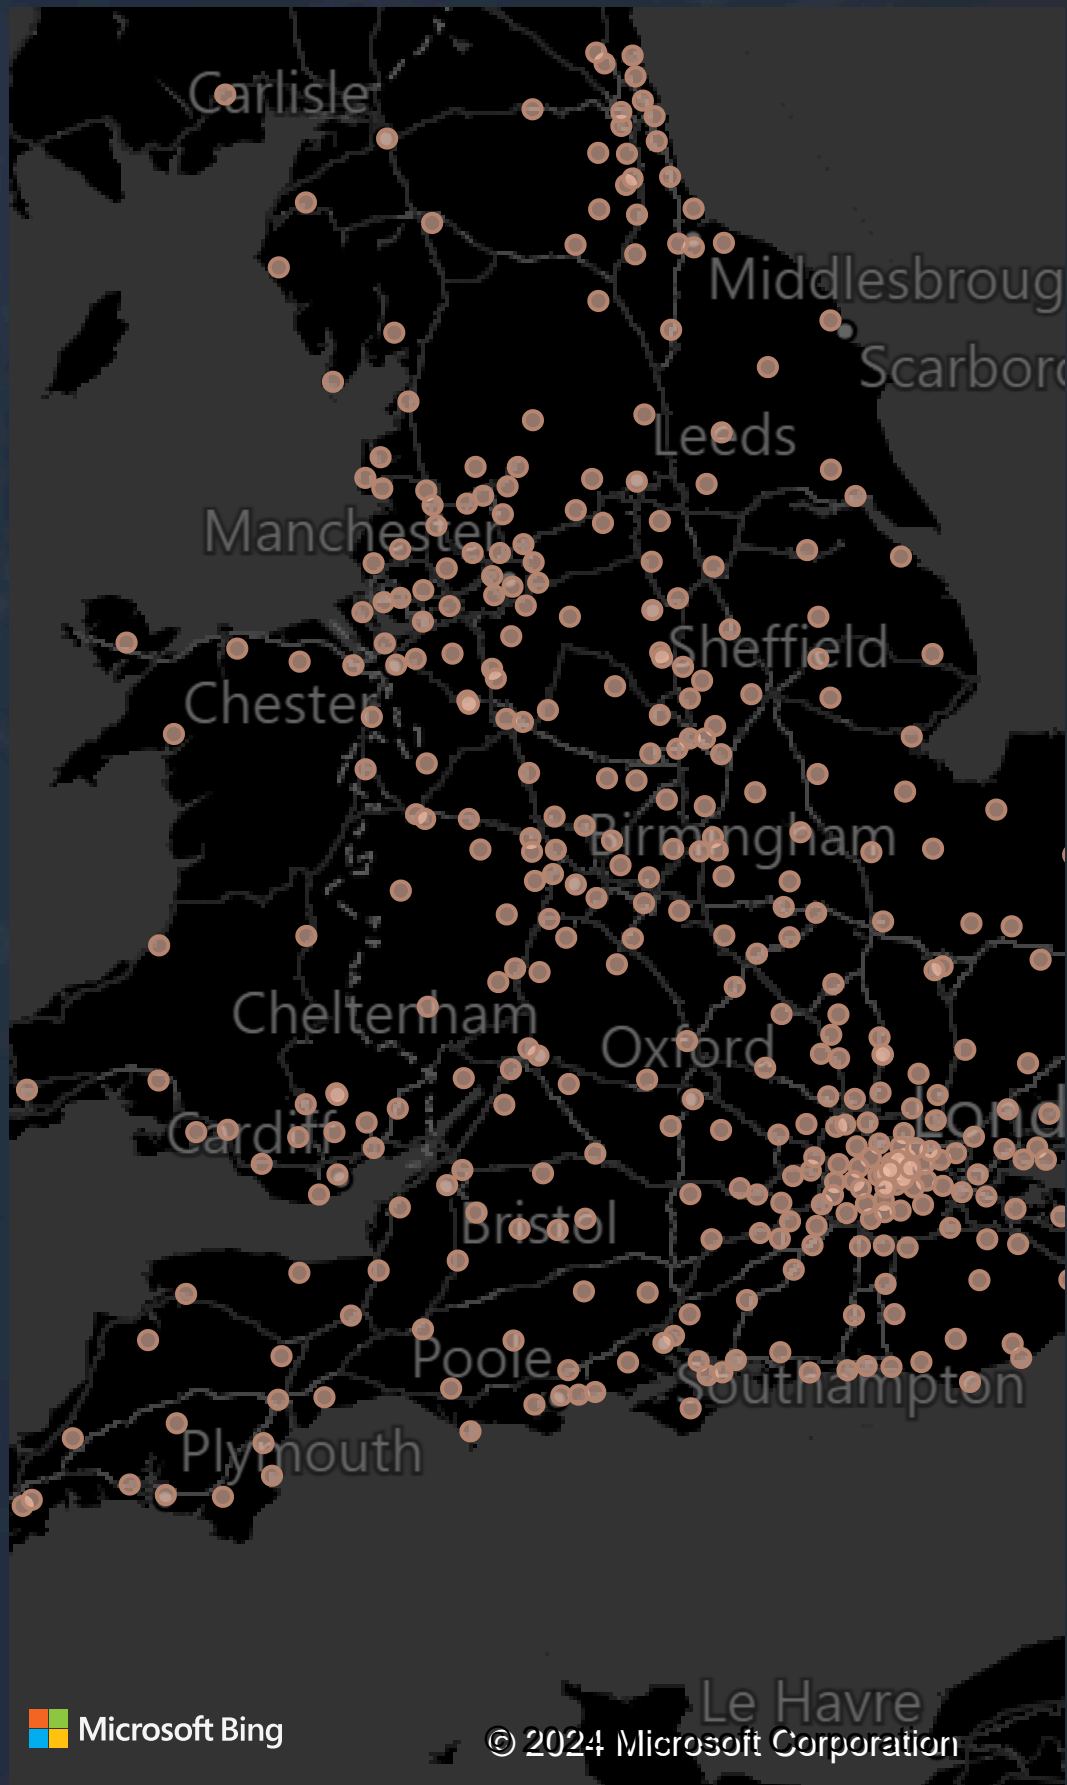 Carlisle
Middlesbroug
Scarboro
Leeds
Manchester
Sheffield
Chester
Birmingham
Cheltenham
Oxford
Lond
Cardiff
Bristol
Poole
Southampton
Plymouth
Le Havre
Microsoft Bing
© 2024 Microsoft Corporation